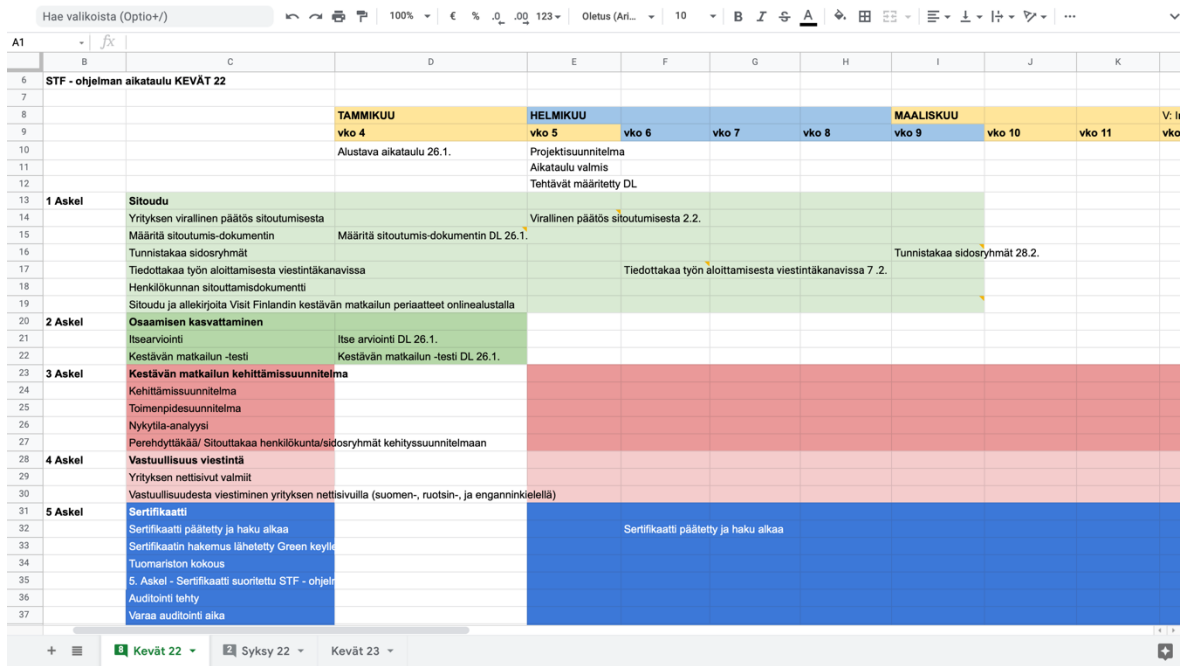 Hae valikoista (Optio+/) 100% € % .0 .00 123 Oletus (Ari... 10 B I S A
A1 fx
B C D E F G H I J K
6 STF - ohjelman aikataulu KEVÄT 22
7
8 TAMMIKUU HELMIKUU MAALISKUU
9 vko 4 vko 5 vko 6 vko 7 vko 8 vko 9 vko 10 vko 11 vko
10 Alustava aikataulu 26.1. Projektisuunnitelma
11 Aikataulu valmis
12 Tehtävät määritetty DL
13 1 Askel Sitoudu
14 Yrityksen virallinen päätös sitoutumisesta Virallinen päätös sitoutumisesta 2.2.
15 Määritä sitoutumis-dokumentin Määritä sitoutumis-dokumentin DL 26.1.
16 Tunnistakaa sidosryhmät Tunnistakaa sidosryhmät 28.2.
17 Tiedottakaa työn aloittamisesta viestintäkanavissa Tiedottakaa työn aloittamisesta viestintäkanavissa 7 .2.
18 Henkilökunnan sitouttamisdokumentti
19 Sitoudu ja allekirjoita Visit Finlandin kestävän matkailun periaatteet onlinealustalla
20 2 Askel Osaamisen kasvattaminen
21 Itsearviointi Itse arviointi DL 26.1.
22 Kestävän matkailun -testi Kestävän matkailun -testi DL 26.1.
23 3 Askel Kestävän matkailun kehittämissuunnitelma
24 Kehittämissuunnitelma
25 Toimenpidesuunnitelma
26 Nykytila-analyysi
27 Perehdyttäkää/ Sitouttakaa henkilökunta/sidosryhmät kehityssuunnitelmaan
28 4 Askel Vastuullisuus viestintä
29 Yrityksen nettisivut valmiit
30 Vastuullisuudesta viestiminen yrityksen nettisivuilla (suomen-, ruotsin-, ja enganninkielellä)
31 5 Askel Sertifikaatti
32 Sertifikaatti päätetty ja haku alkaa Sertifikaatti päätetty ja haku alkaa
33 Sertifikaatin hakemus lähetetty Green keylle
34 Tuomariston kokous
35 5. Askel - Sertifikaatti suoritettu STF - ohjelm
36 Auditointi tehty
37 Varaa auditointi aika
8 Kevät 22 2 Syksy 22 Kevät 23